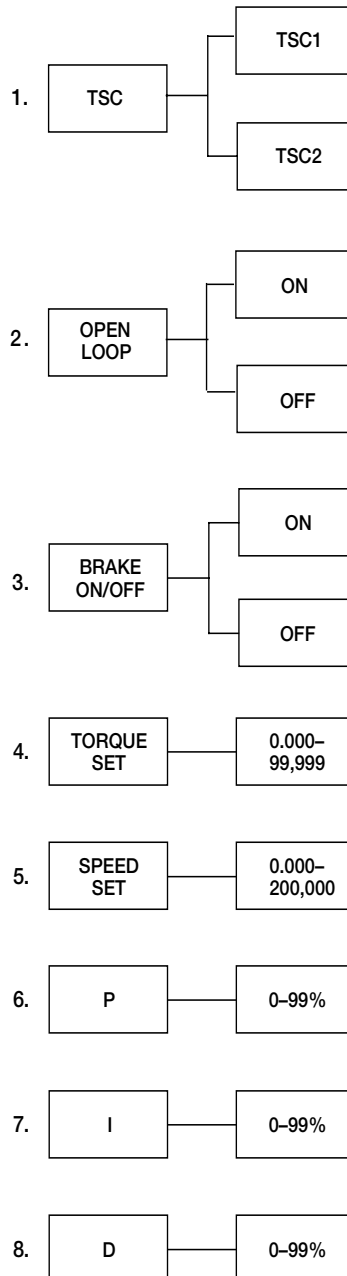 TSC1
1. TSC
TSC2
ON
2. OPEN
LOOP
OFF
ON
3. BRAKE
ON/OFF
OFF
4. TORQUE
SET
0.000–
99,999
5. SPEED
SET
0.000–
200,000
6. P 0–99%
7. I 0–99%
8. D 0–99%